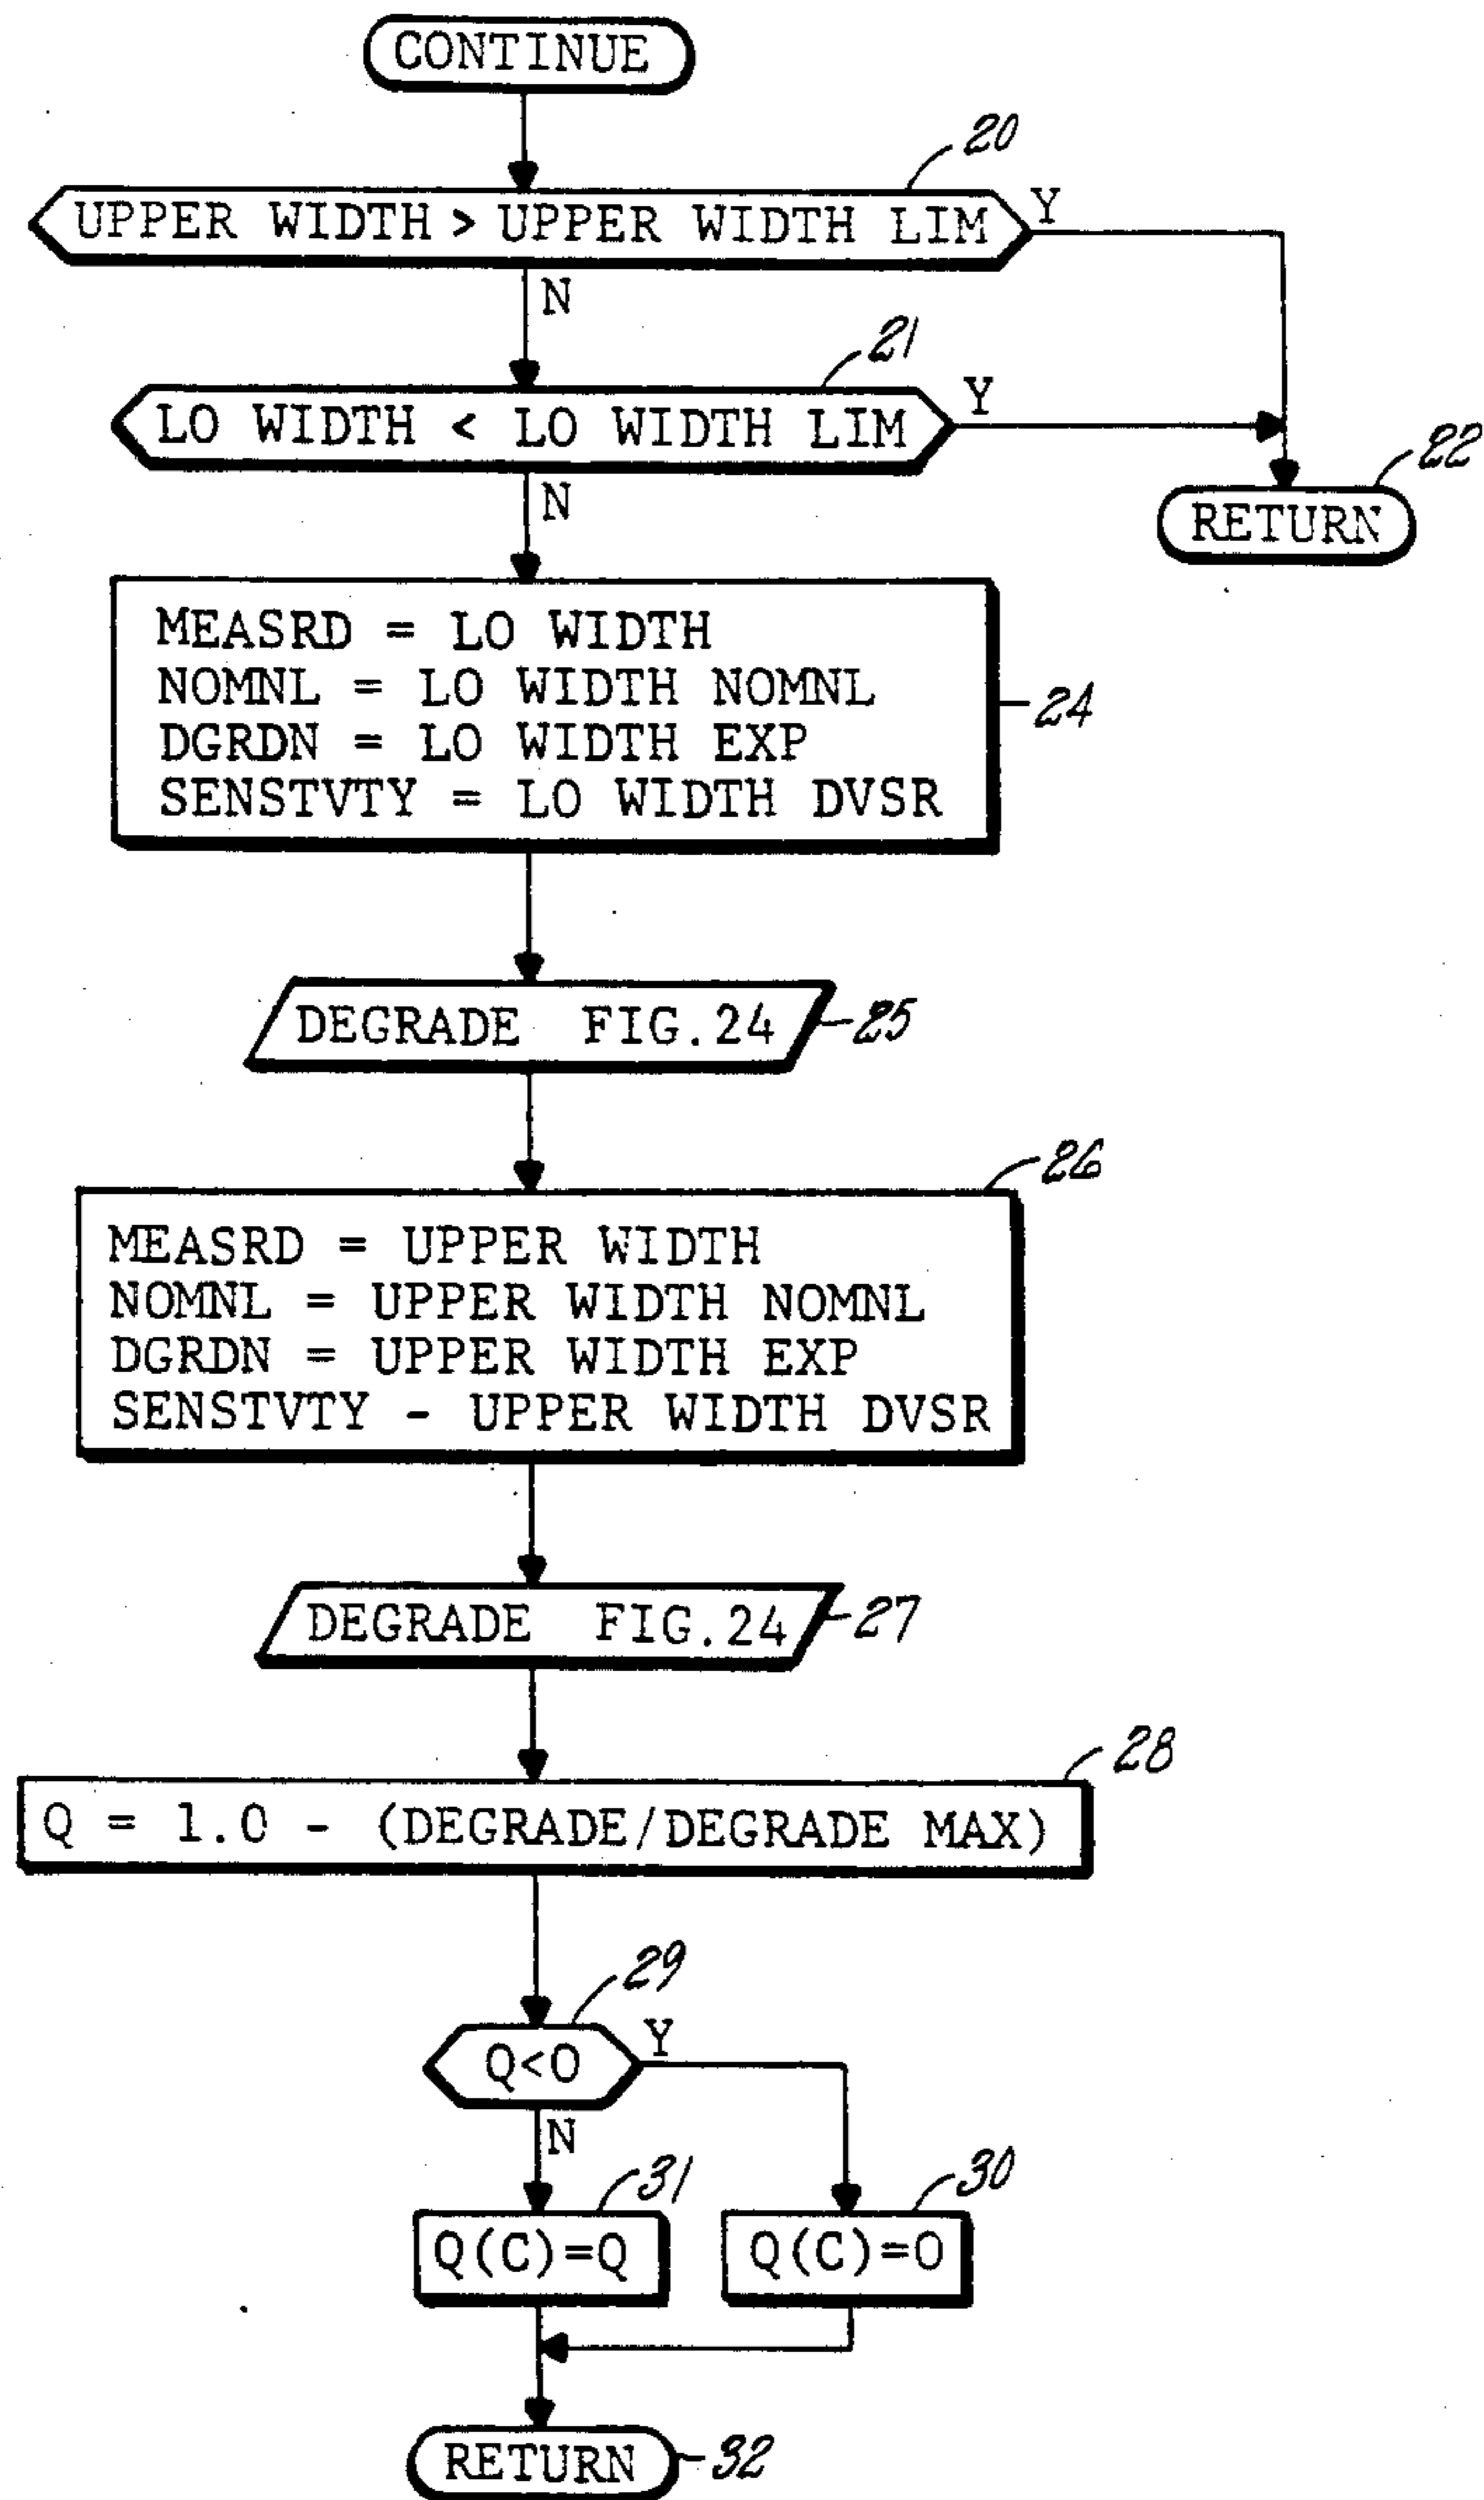 CONTINUE
20
UPPER WIDTH > UPPER WIDTH LIM
Y
N
21
LO WIDTH < LO WIDTH LIM
Y
22
RETURN
N
MEASRD = LO WIDTH
NOMNL = LO WIDTH NOMNL
DGRDN = LO WIDTH EXP
SENSTVTY = LO WIDTH DVSR
24
DEGRADE FIG.24
25
26
MEASRD = UPPER WIDTH
NOMNL = UPPER WIDTH NOMNL
DGRDN = UPPER WIDTH EXP
SENSTVTY - UPPER WIDTH DVSR
DEGRADE FIG.24
27
28
Q = 1.0 - (DEGRADE/DEGRADE MAX)
29
Q<0
Y
N
31
30
Q(C)=Q
Q(C)=0
RETURN
32